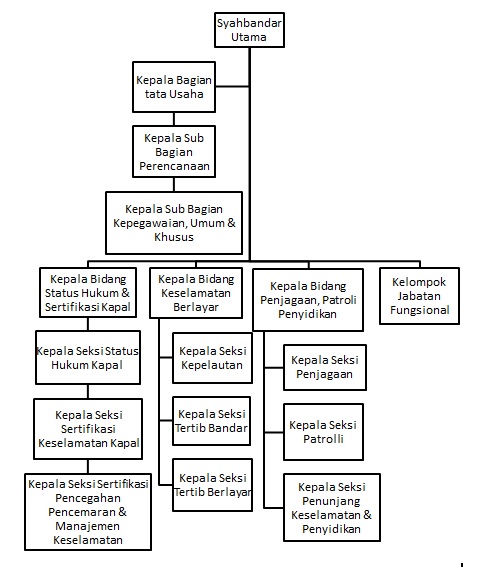 Syahbandar
Utama
Kepala Bagian
tata Usaha
Kepala Sub
Bagian
Perencanaan
Kepala Sub Bagian
Kepegawaian, Umum &
Khusus
Kepala Bidang
Status Hukum &
Sertifikasi Kapal
Kepala Bidang
Keselamatan
Berlayar
Kepala Bidang
Penjagaan, Patroli
Penyidikan
Kelompok
Jabatan
Fungsional
Kepala Seksi Status
Hukum Kapal
Kepala Seksi
Sertifikasi
Keselamatan Kapal
Kepala Seksi Sertifikasi
Pencegahan
Pencemaran &
Manajemen
Keselamatan
Kepala Seksi
Kepelautan
Kepala Seksi
Tertib Bandar
Kepala Seksi
Tertib Berlayar
Kepala Seksi
Penjagaan
Kepala Seksi
Patrolli
Kepala Seksi
Penunjang
Keselamatan &
Penyidikan